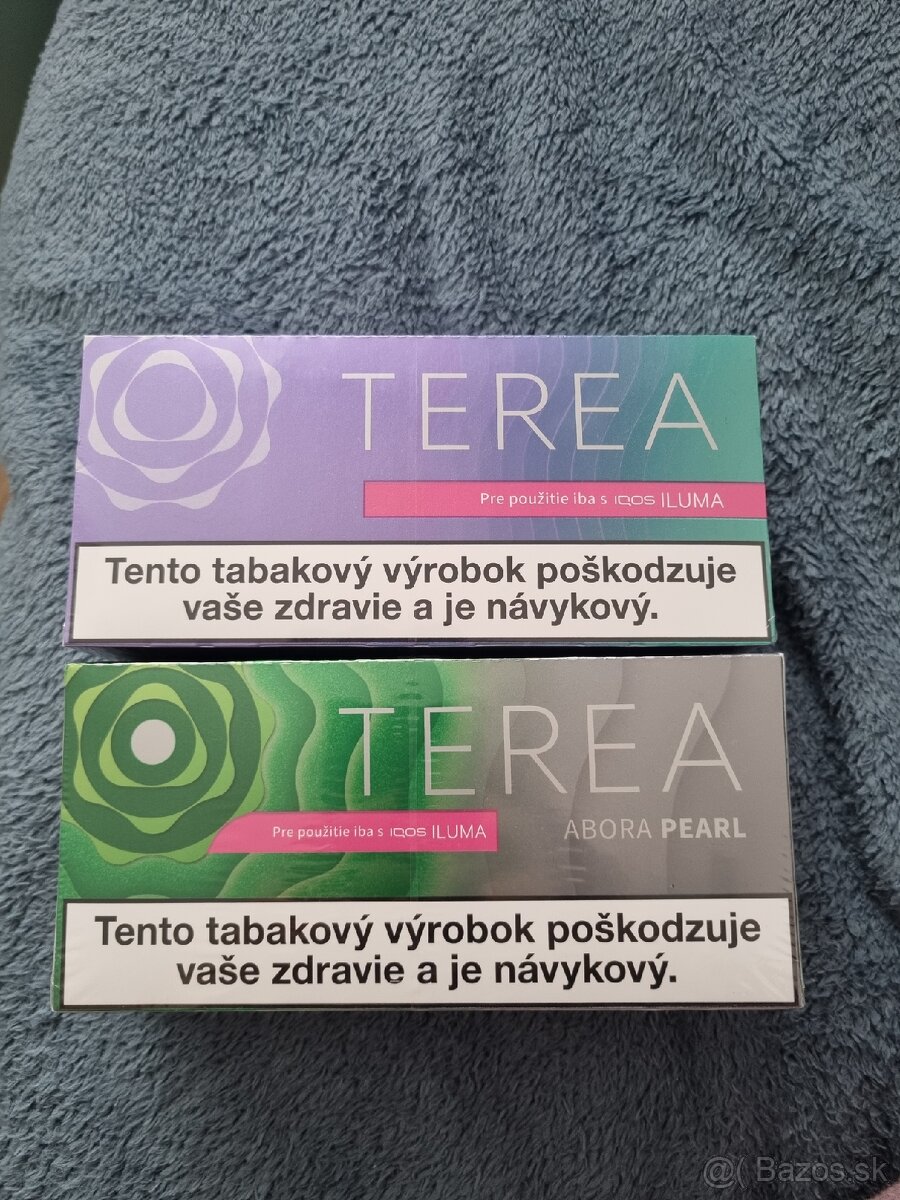 TEREA
Pre použitie iba s IQOS ILUMA
Tento tabakový výrobok poškodzuje
vaše zdravie a je návykový.
TEREA
Pre použitie iba s IQOS ILUMA
ABORA PEARL
Tento tabakový výrobok poškodzuje
vaše zdravie a je návykový.
@( Bazos.sk